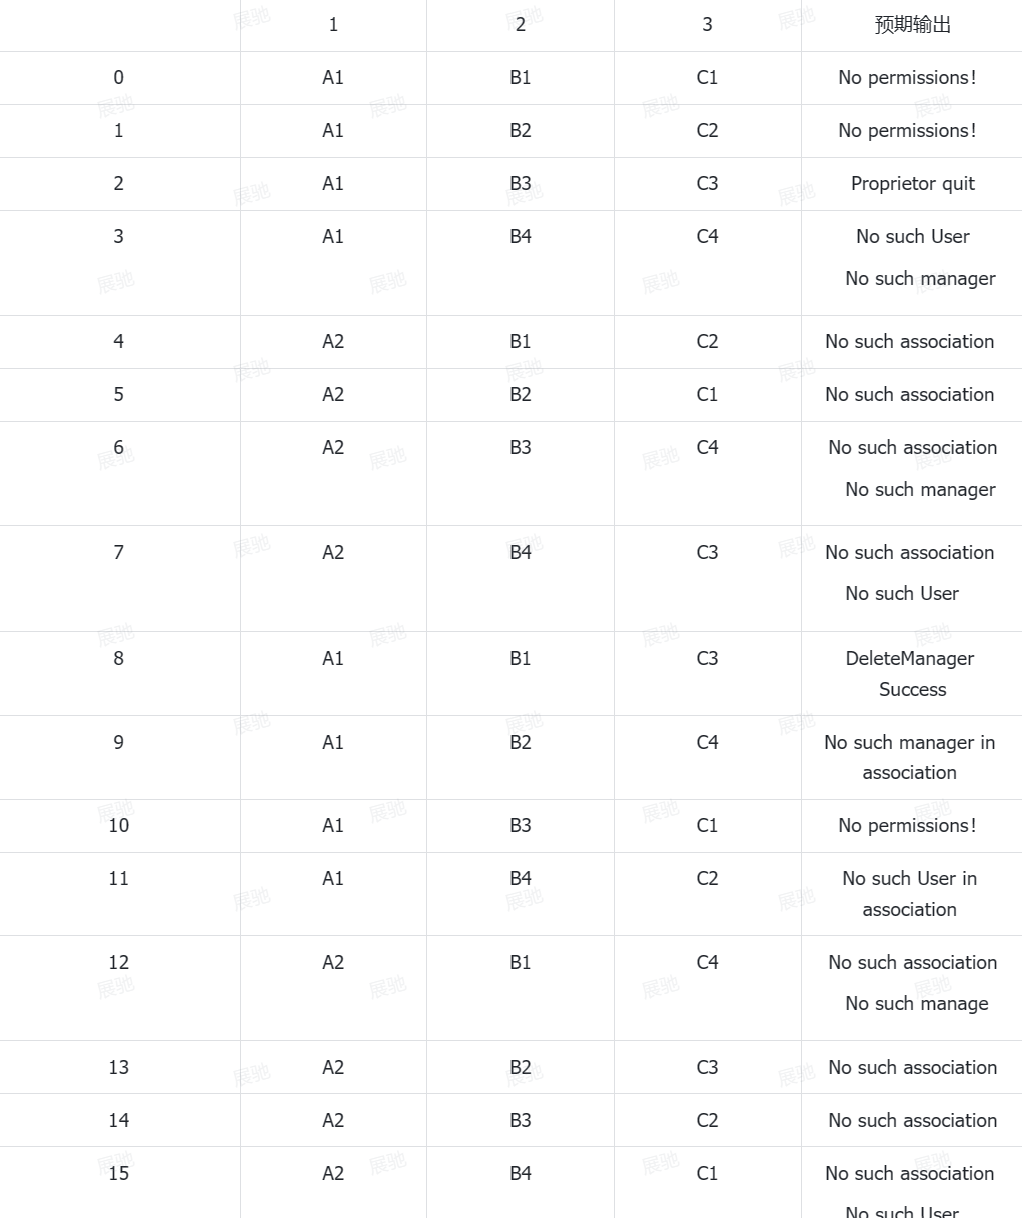 1 2 3 预期输出
0 A1 B1 C1 No permissions!
1 A1 B2 C2 No permissions!
2 A1 B3 C3 Proprietor quit
3 A1 B4 C4 No such User
No such manager
4 A2 B1 C2 No such association
5 A2 B2 C1 No such association
6 A2 B3 C4 No such association
No such manager
7 A2 B4 C3 No such association
No such User
8 A1 B1 C3 DeleteManager
Success
9 A1 B2 C4 No such manager in
association
10 A1 B3 C1 No permissions!
11 A1 B4 C2 No such User in
association
12 A2 B1 C4 No such association
No such manage
13 A2 B2 C3 No such association
14 A2 B3 C2 No such association
15 A2 B4 C1 No such association
No such User
展驰